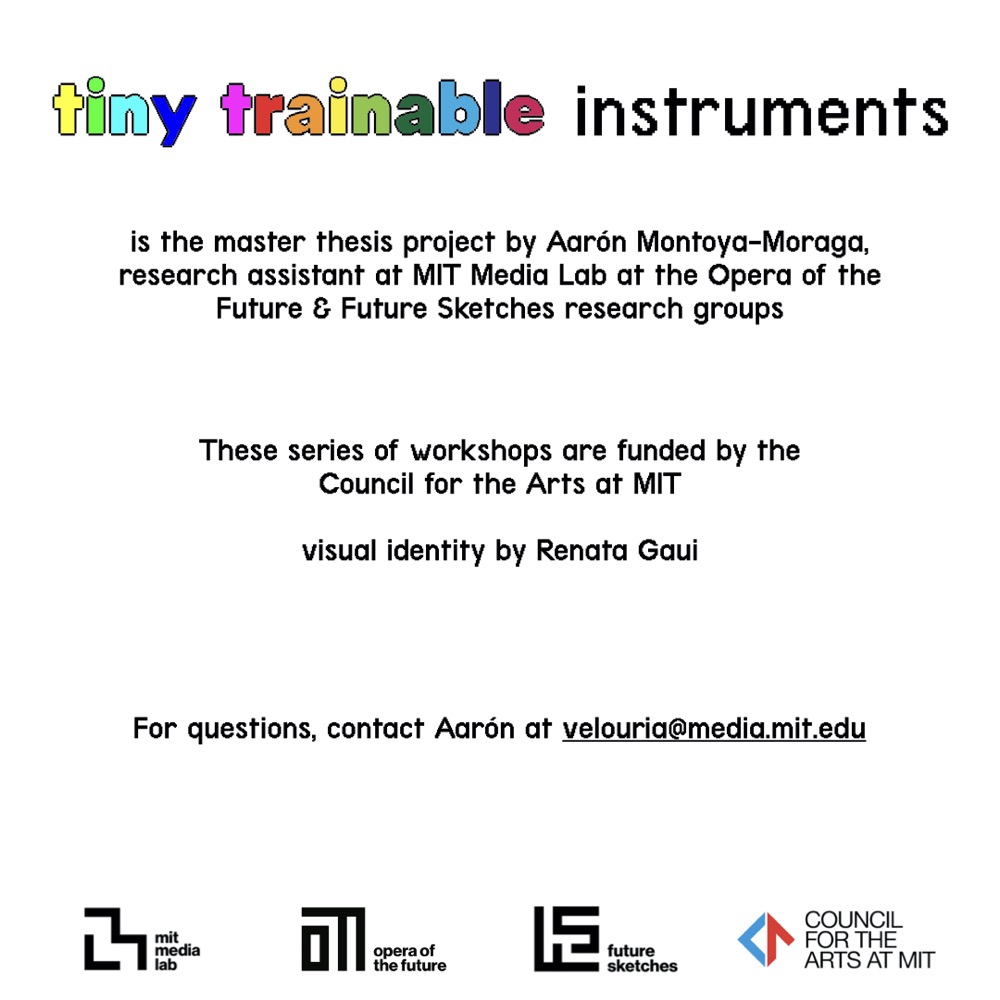 tiny trainable instruments
is the master thesis project by Aarón Montoya-Moraga,
research assistant at MIT Media Lab at the Opera of the
Future & Future Sketches research groups
These series of workshops are funded by the
Council for the Arts at MIT
visual identity by Renata Gaui
For questions, contact Aarón at velouria@media.mit.edu
mit
media
lab
opera of
the future
future
sketches
COUNCIL
FOR THE
ARTS AT MIT